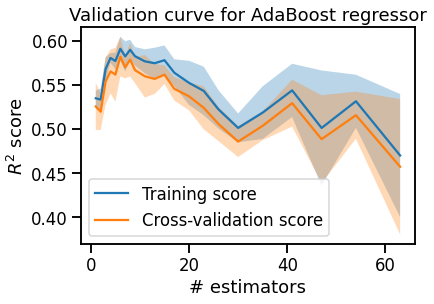 Validation curve for AdaBoost regressor
0.60
0.55
0.50
0.45
0.40
R² score
Training score
Cross-validation score
0 20 40 60
# estimators